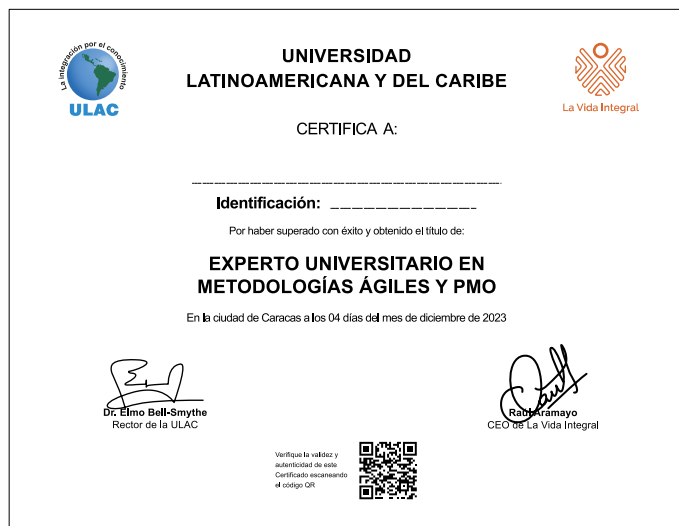 La integración por el conocimiento
ULAC
UNIVERSIDAD
LATINOAMERICANA Y DEL CARIBE
La Vida Integral
CERTIFICA A:
Identificación:
Por haber superado con éxito y obtenido el título de:
EXPERTO UNIVERSITARIO EN
METODOLOGÍAS ÁGILES Y PMO
En la ciudad de Caracas a los 04 días del mes de diciembre de 2023
Dr. Elmo Bell-Smythe
Rector de la ULAC
Raúl Aramayo
CEO de La Vida Integral
Verifique la validez y
autenticidad de este
Certificado escaneando
el código QR